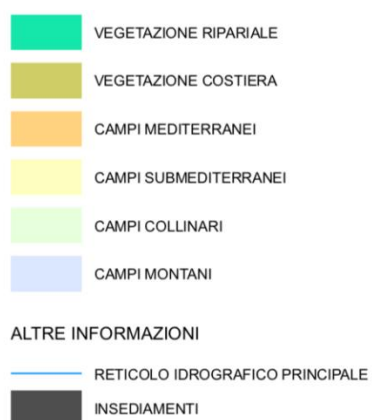 VEGETAZIONE RIPARIALE
VEGETAZIONE COSTIERA
CAMPI MEDITERRANEI
CAMPI SUBMEDITERRANEI
CAMPI COLLINARI
CAMPI MONTANI
ALTRE INFORMAZIONI
RETICOLO IDROGRAFICO PRINCIPALE
INSEDIAMENTI